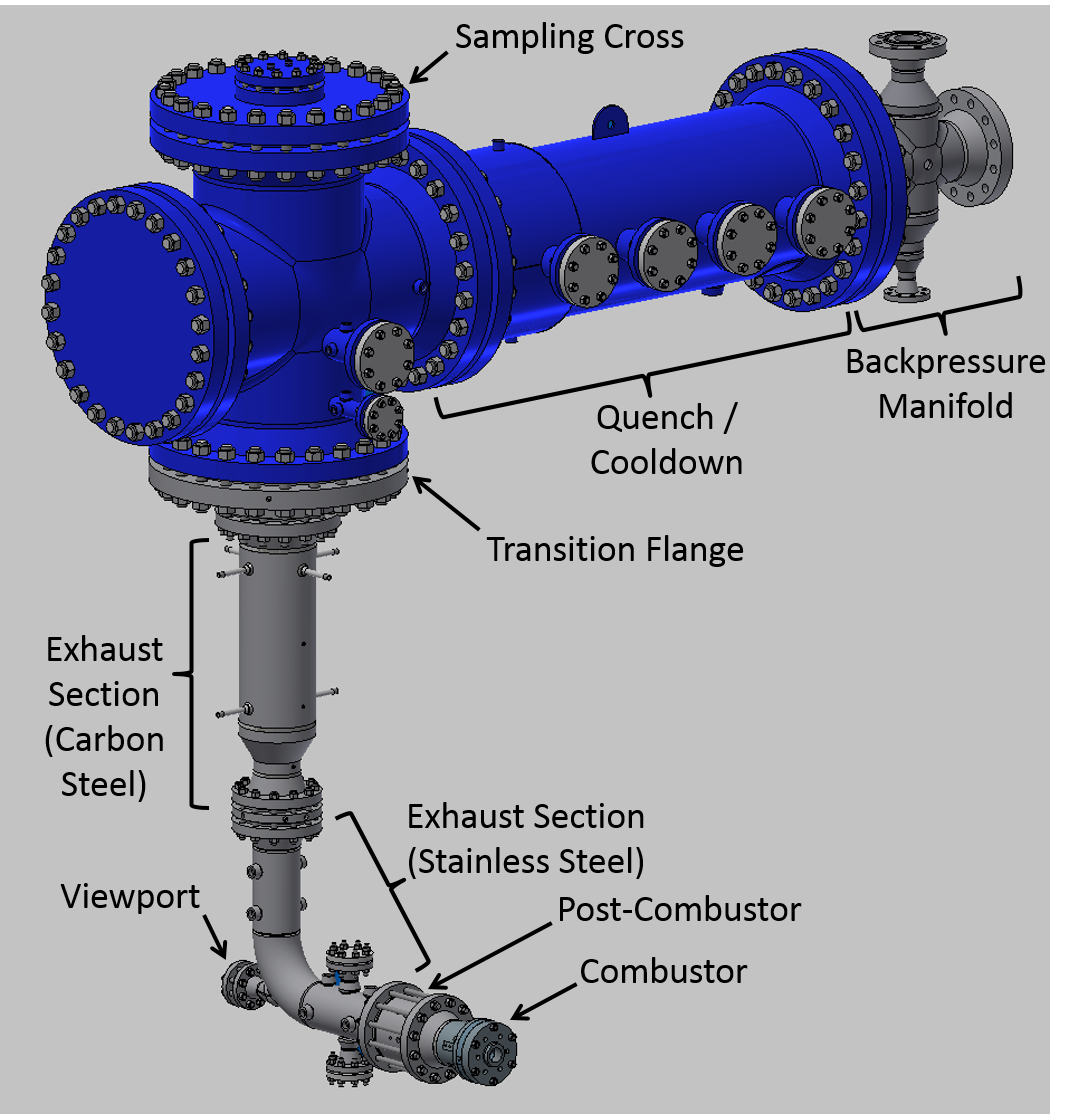 Sampling Cross
Backpressure
Manifold
Quench /
Cooldown
Transition Flange
Exhaust
Section
(Carbon
Steel)
Exhaust Section
(Stainless Steel)
Viewport
Post-Combustor
Combustor